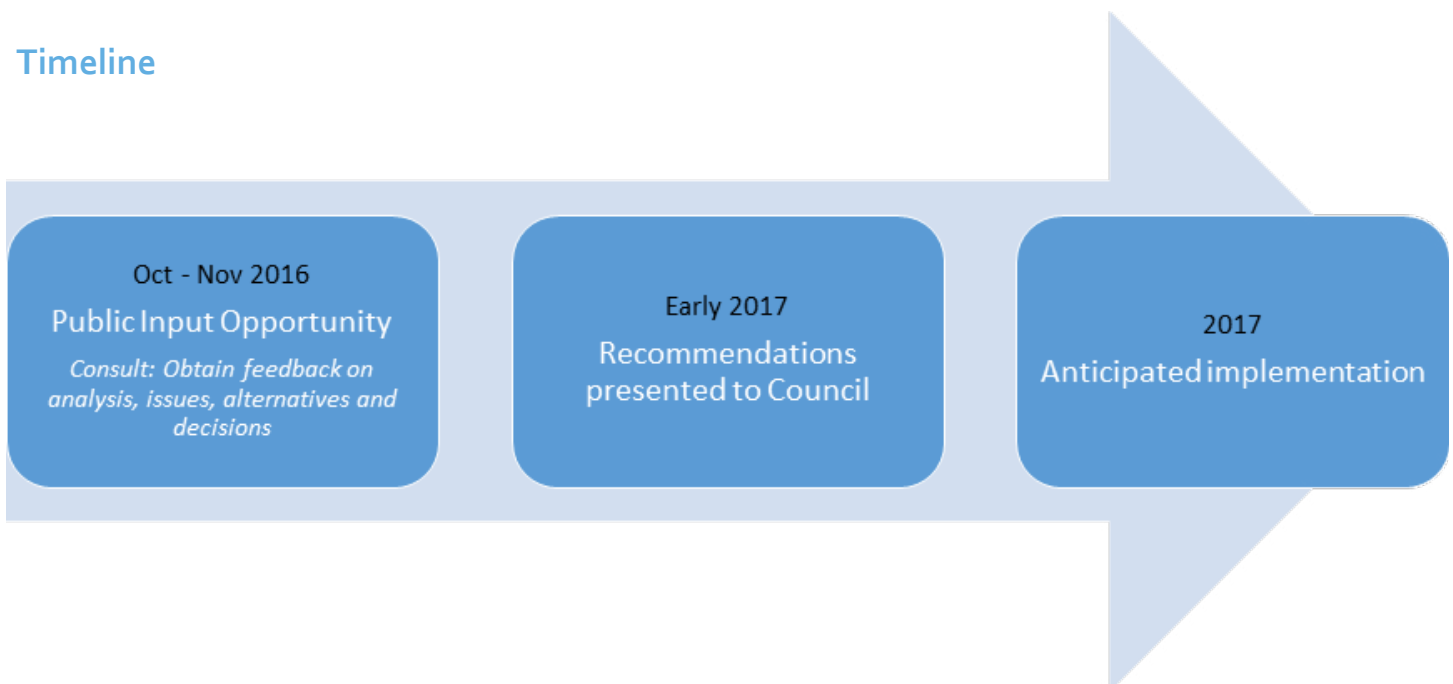 Timeline
Oct - Nov 2016
Public Input Opportunity
Consult: Obtain feedback on
analysis, issues, alternatives and
decisions
Early 2017
Recommendations
presented to Council
2017
Anticipated implementation